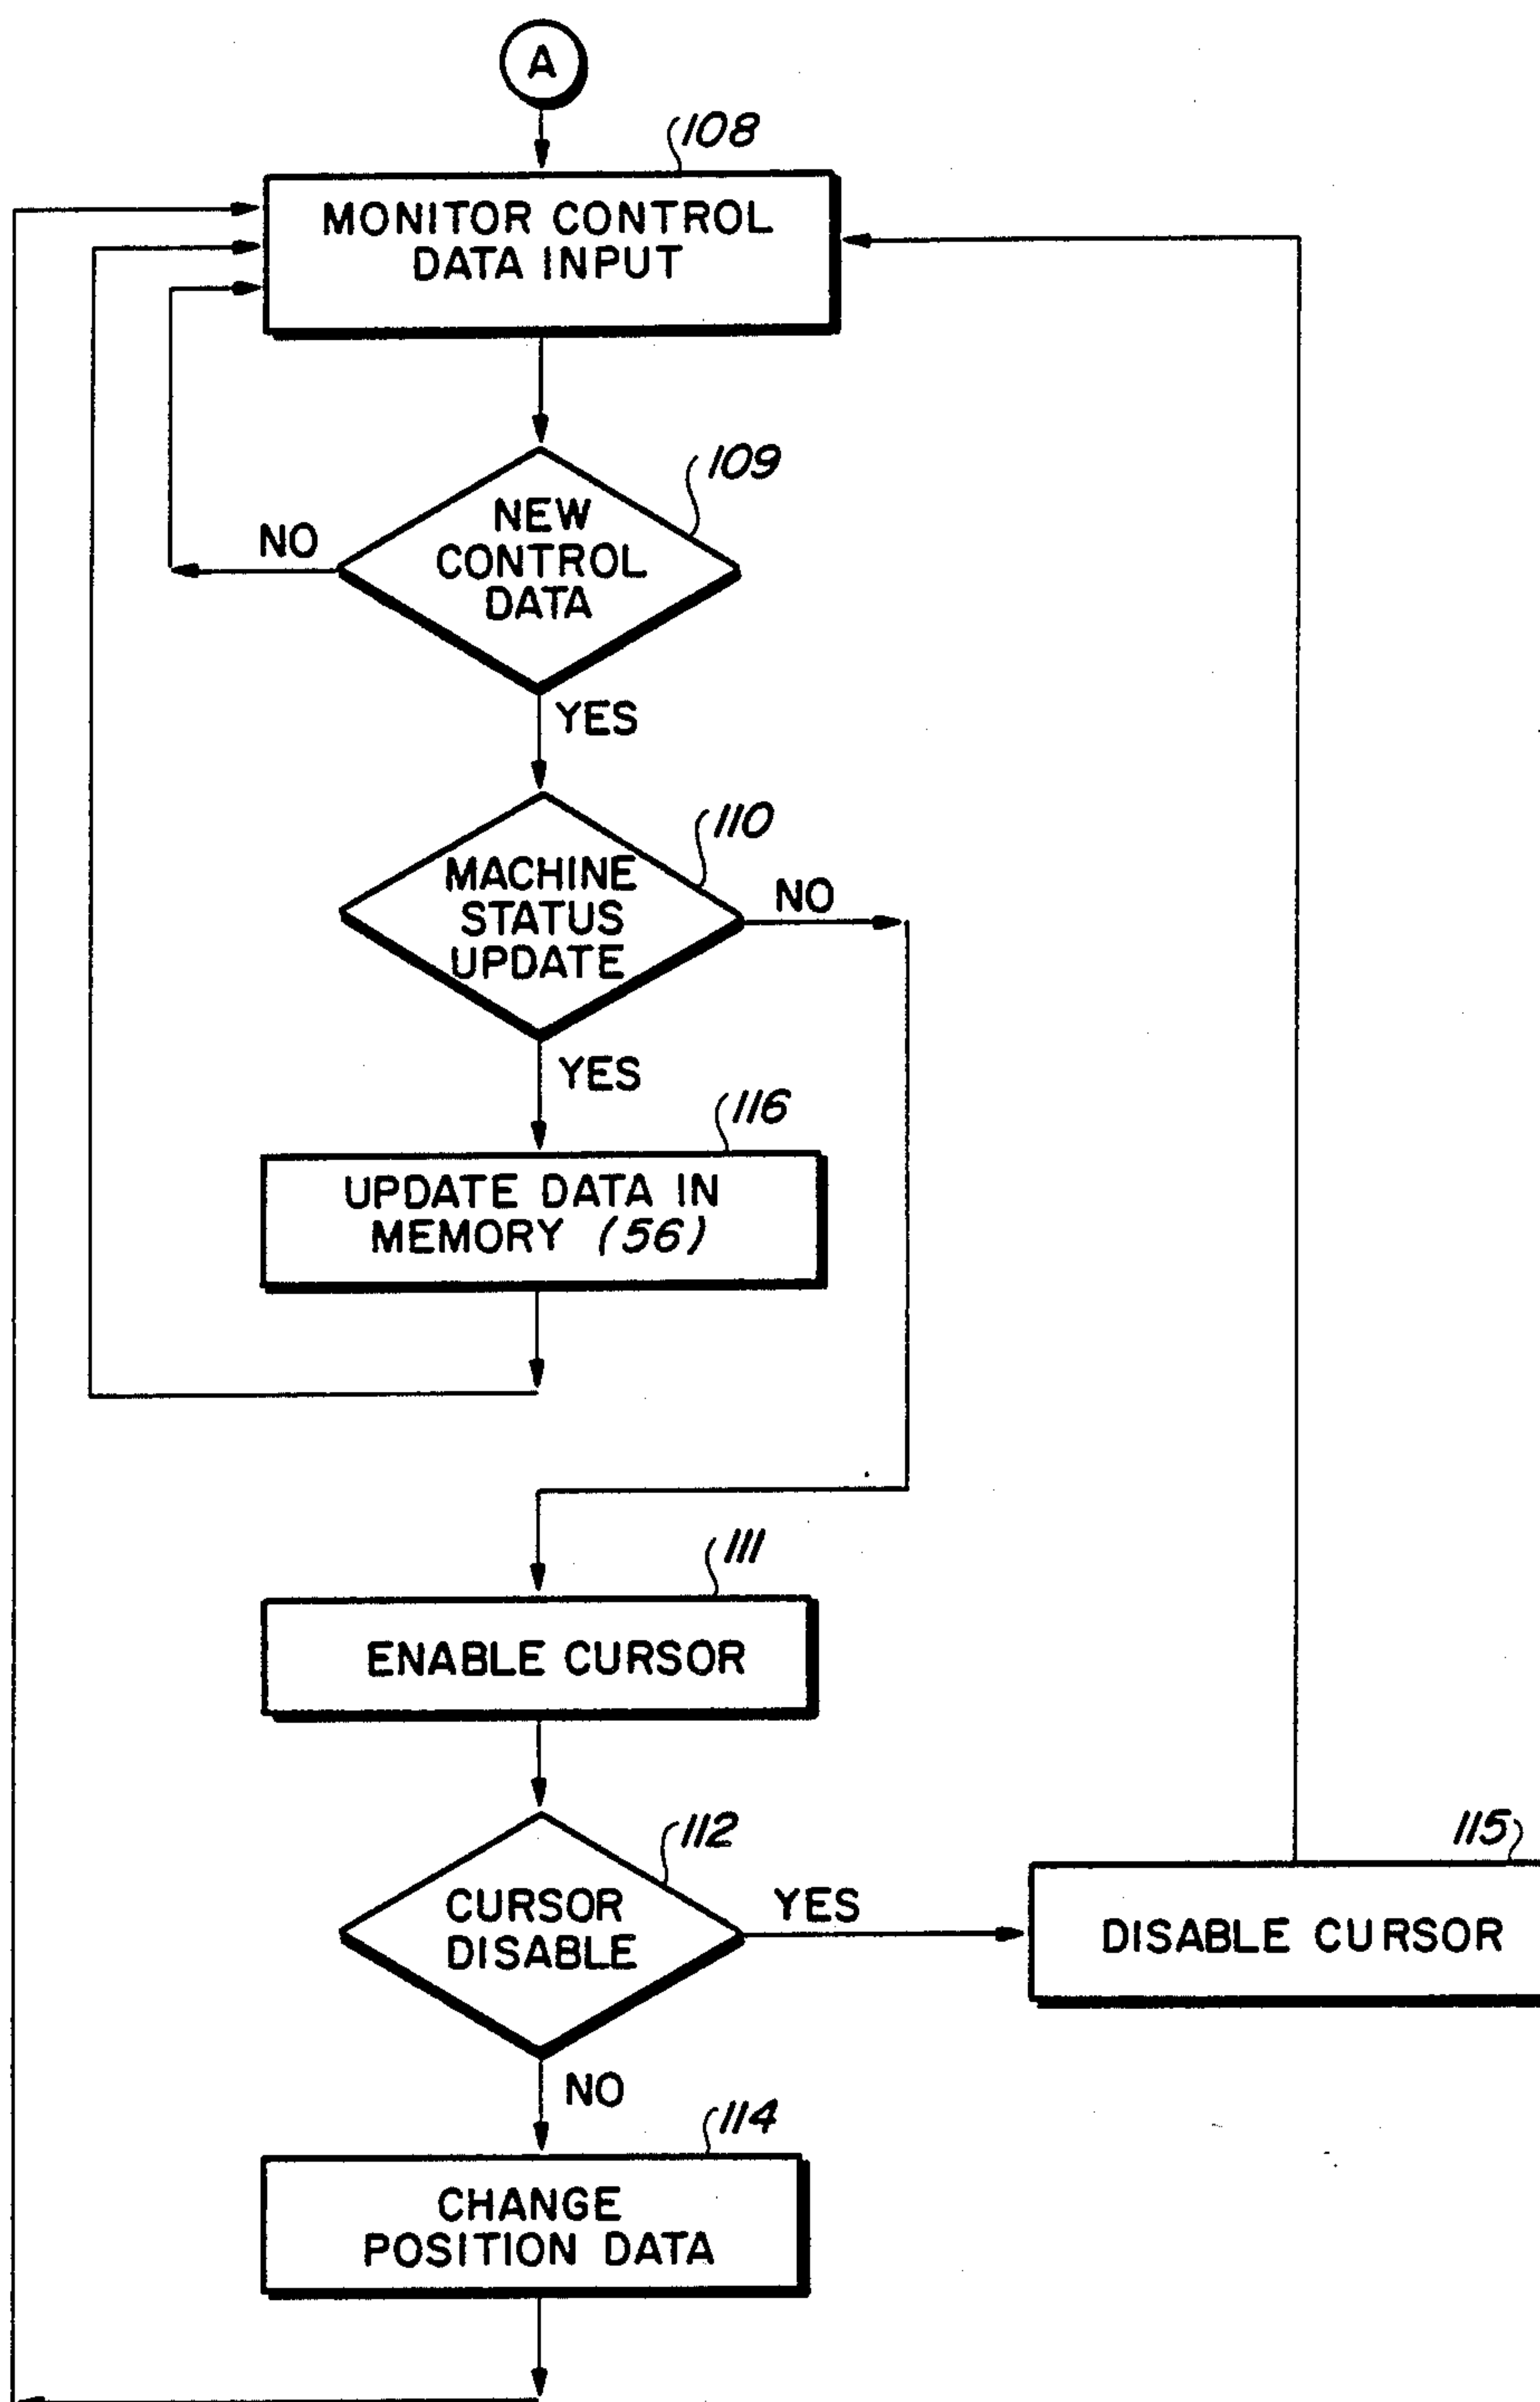 A
108
MONITOR CONTROL
DATA INPUT
109
NEW
CONTROL
DATA
NO
YES
110
MACHINE
STATUS
UPDATE
NO
YES
116
UPDATE DATA IN
MEMORY (56)
111
ENABLE CURSOR
112
CURSOR
DISABLE
YES
115
DISABLE CURSOR
NO
114
CHANGE
POSITION DATA